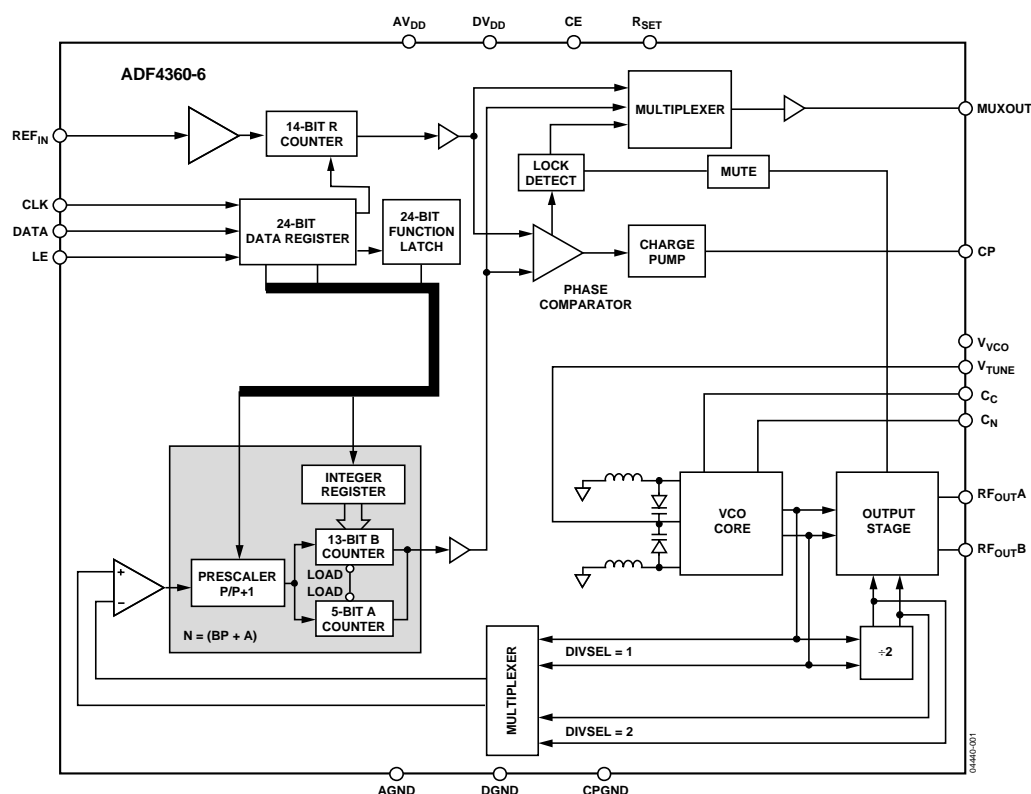 AVDD
DVDD
CE
RSET
ADF4360-6
MULTIPLEXER
MUXOUT
REFIN
14-BIT R
COUNTER
LOCK
DETECT
MUTE
CLK
DATA
LE
24-BIT
DATA REGISTER
24-BIT
FUNCTION
LATCH
CHARGE
PUMP
CP
PHASE
COMPARATOR
VVCO
VTUNE
CC
CN
INTEGER
REGISTER
RFOUTA
VCO
CORE
OUTPUT
STAGE
13-BIT B
COUNTER
RFOUTB
+
−
PRESCALER
P/P+1
LOAD
LOAD
5-BIT A
COUNTER
N = (BP + A)
MULTIPLEXER
DIVSEL = 1
÷2
DIVSEL = 2
04440-001
AGND
DGND
CPGND